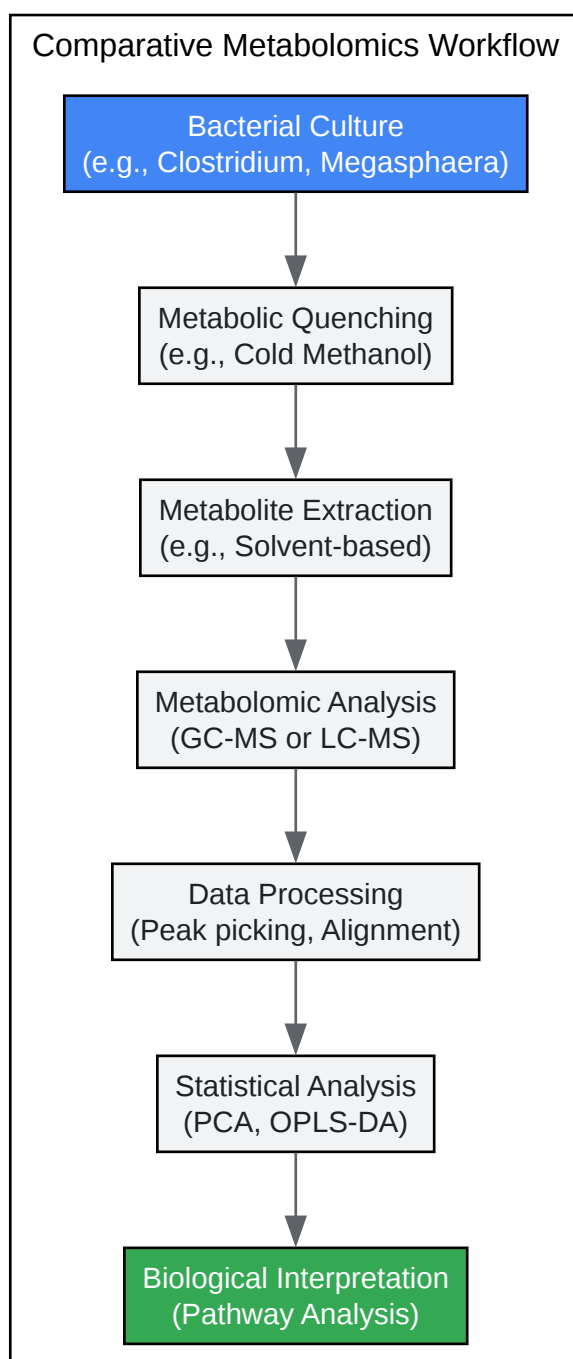 Comparative Metabolomics Workflow
Bacterial Culture
(e.g., Clostridium, Megasphaera)
Metabolic Quenching
(e.g., Cold Methanol)
Metabolite Extraction
(e.g., Solvent-based)
Metabolomic Analysis
(GC-MS or LC-MS)
Data Processing
(Peak picking, Alignment)
Statistical Analysis
(PCA, OPLS-DA)
Biological Interpretation
(Pathway Analysis)